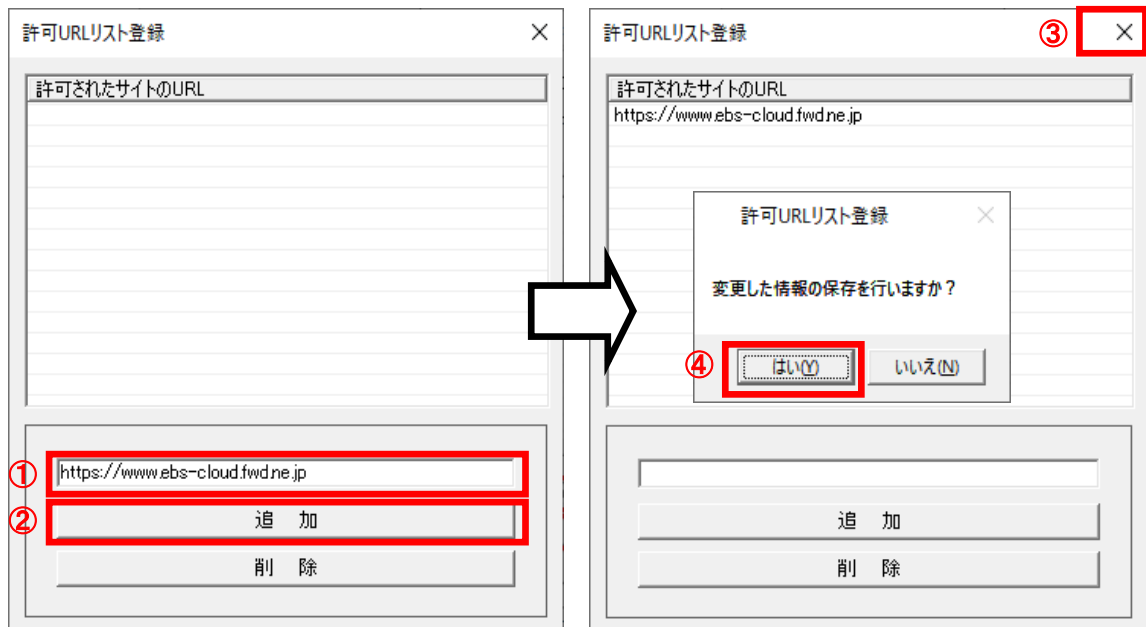 許可URLリスト登録
許可されたサイトのURL
① https://www.ebs-cloud.fwd.ne.jp
② 追 加
削 除
許可URLリスト登録 ③
許可されたサイトのURL
https://www.ebs-cloud.fwd.ne.jp
許可URLリスト登録
変更した情報の保存を行いますか？
④ はい(Y) いいえ(N)
追 加
削 除